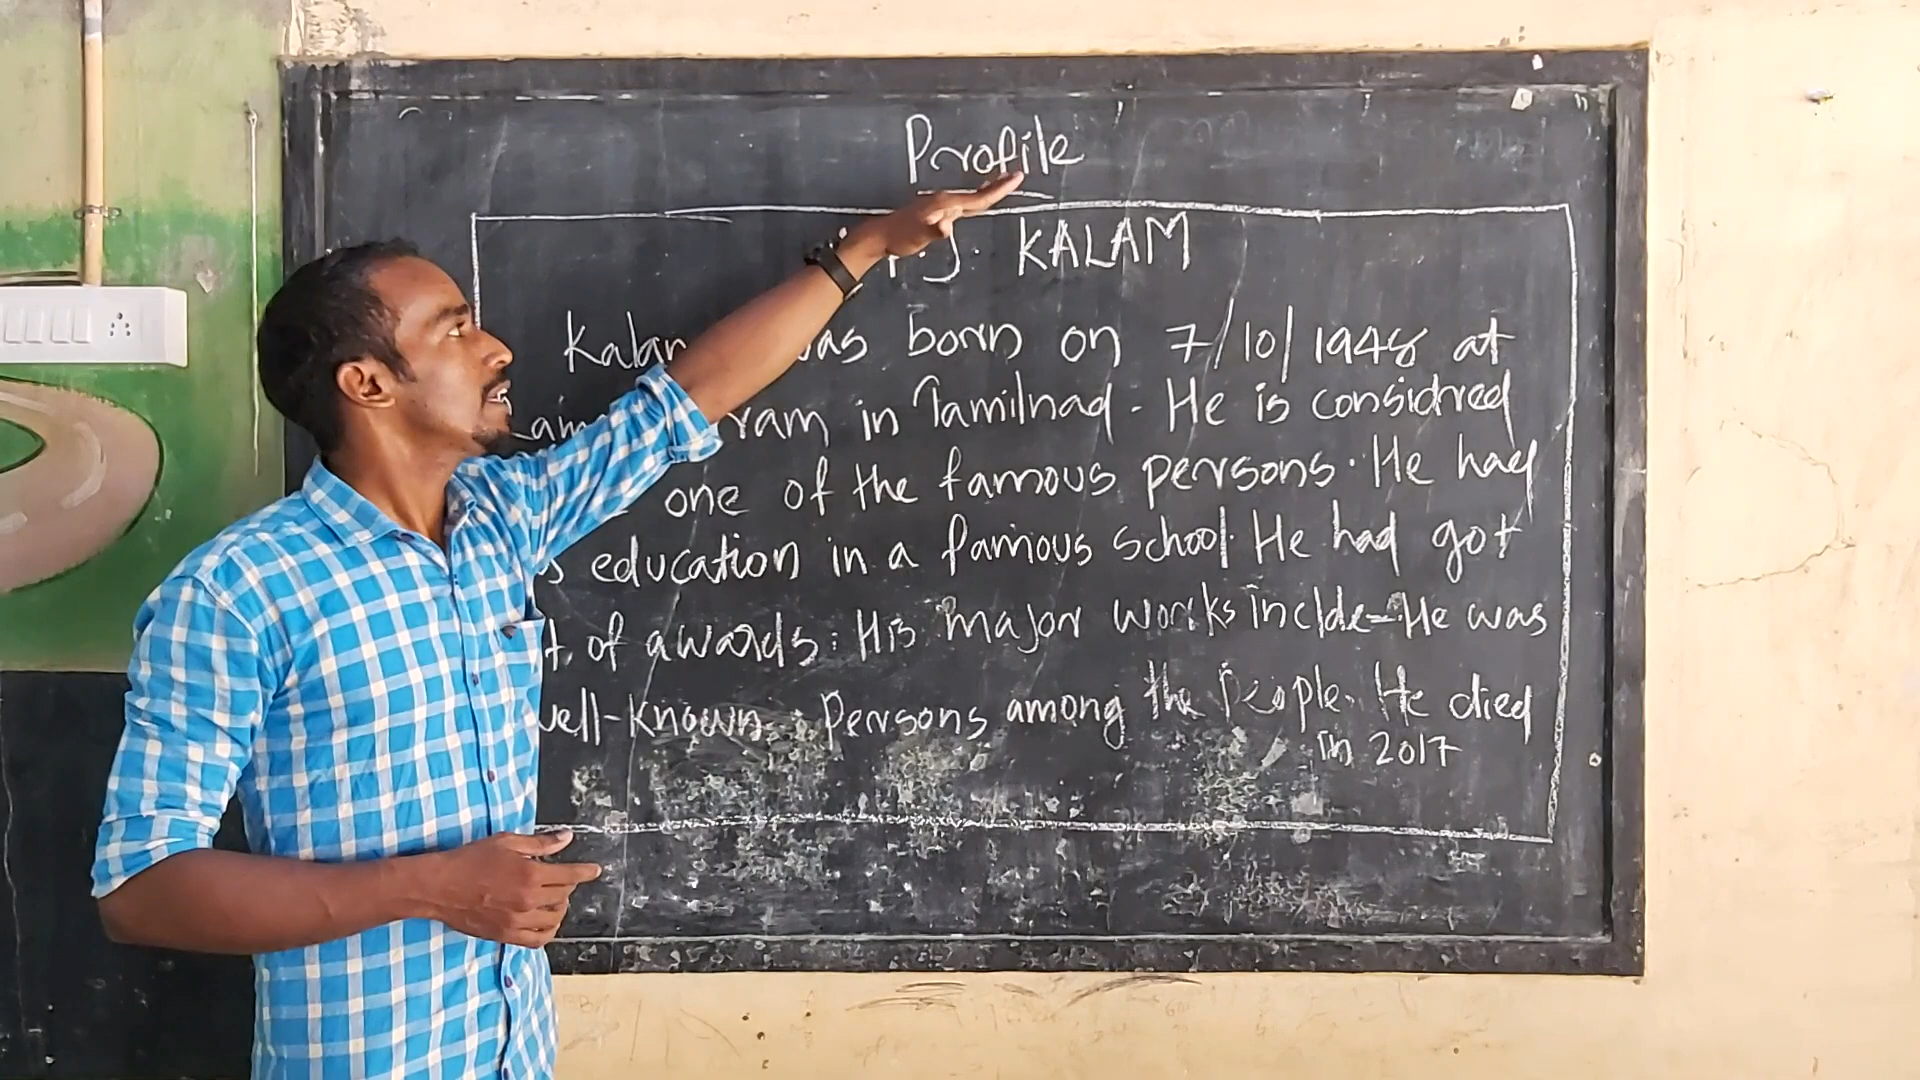 Profile
P.J. KALAM
Kalam was born on 7/10/1948 at
ram in Tamilnad. He is considred
one of the famous persons. He had
education in a famous school. He had got
of awards. His major works inclde- He was
well-known persons among the people. He died
in 2017